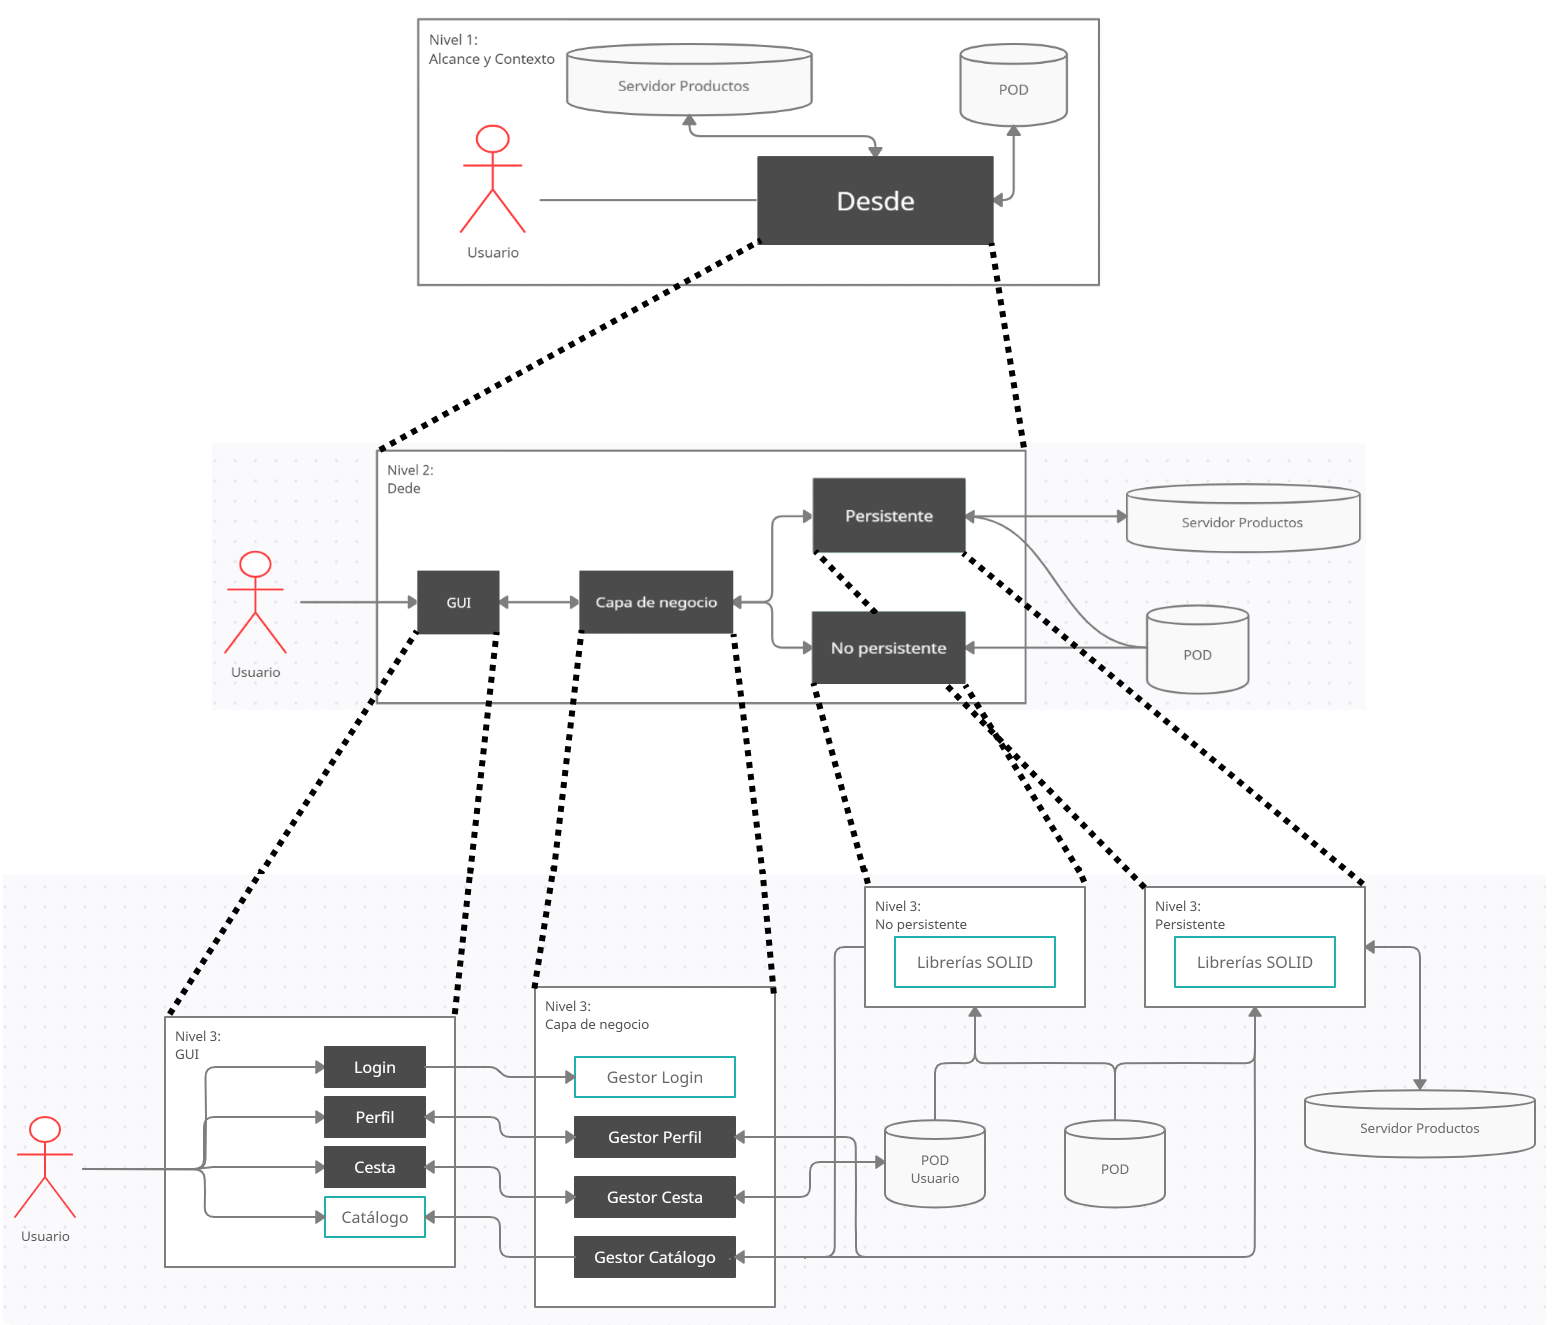 Nivel 1:
Alcance y Contexto
Servidor Productos
POD
Desde
Usuario
Nivel 2:
Dede
Persistente
Servidor Productos
GUI
Capa de negocio
No persistente
POD
Usuario
Nivel 3:
No persistente
Librerías SOLID
Nivel 3:
Persistente
Librerías SOLID
Nivel 3:
GUI
Login
Perfil
Cesta
Catálogo
Usuario
Nivel 3:
Capa de negocio
Gestor Login
Gestor Perfil
Gestor Cesta
Gestor Catálogo
POD
Usuario
POD
Servidor Productos